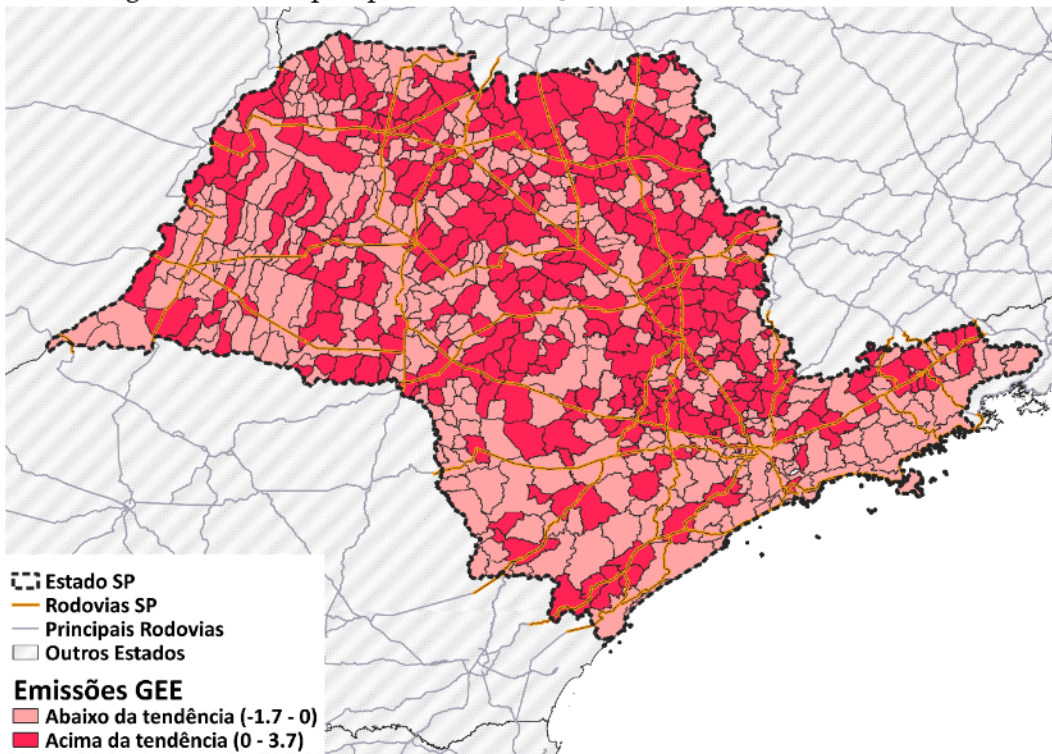 Estado SP
Rodovias SP
Principais Rodovias
Outros Estados
Emissões GEE
Abaixo da tendência (-1.7 - 0)
Acima da tendência (0 - 3.7)